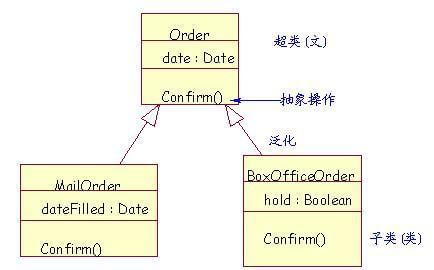 Order
超类(文)
date : Date
Confirm()
抽象操作
泛化
MailOrder
BoxOfficeOrder
dateFilled : Date
hold : Boolean
Confirm()
Confirm()
子类(类)